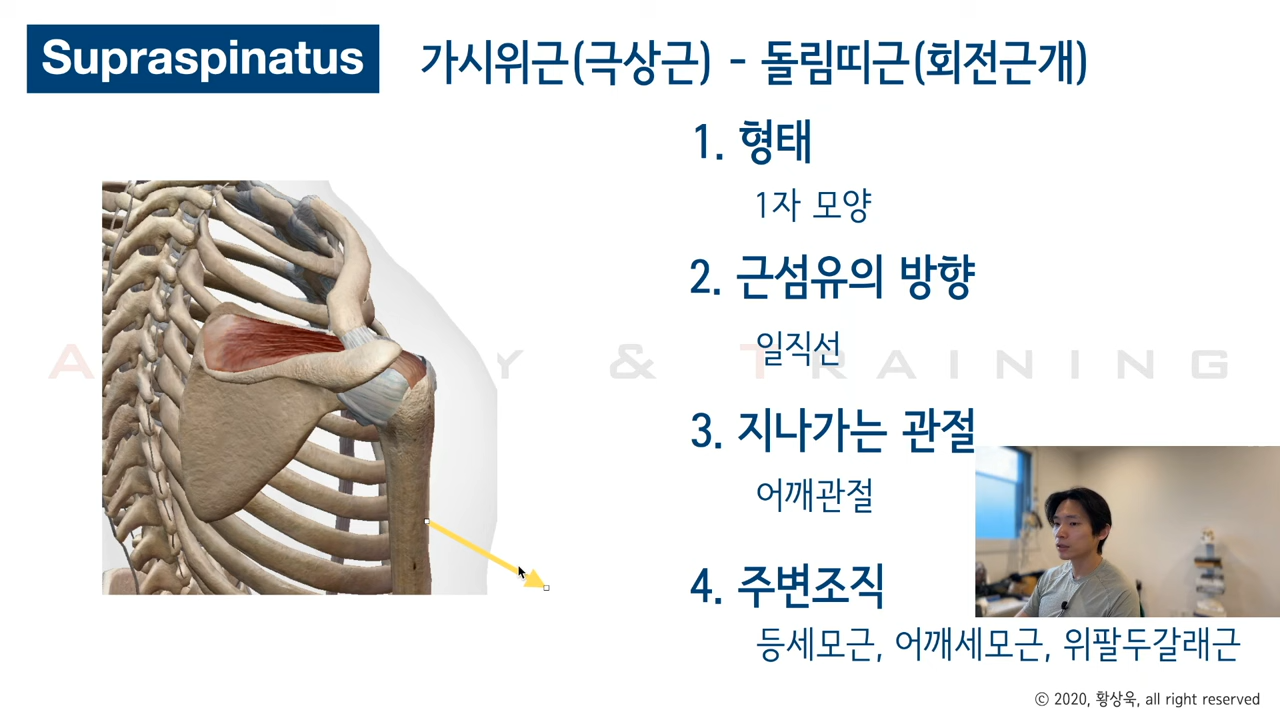 Supraspinatus
가시위근(극상근) - 돌림띠근(회전근개)
1. 형태
1자 모양
2. 근섬유의 방향
일직선
3. 지나가는 관절
어깨관절
4. 주변조직
등세모근, 어깨세모근, 위팔두갈래근
A Y & TRAINING
© 2020, 황상욱, all right reserved